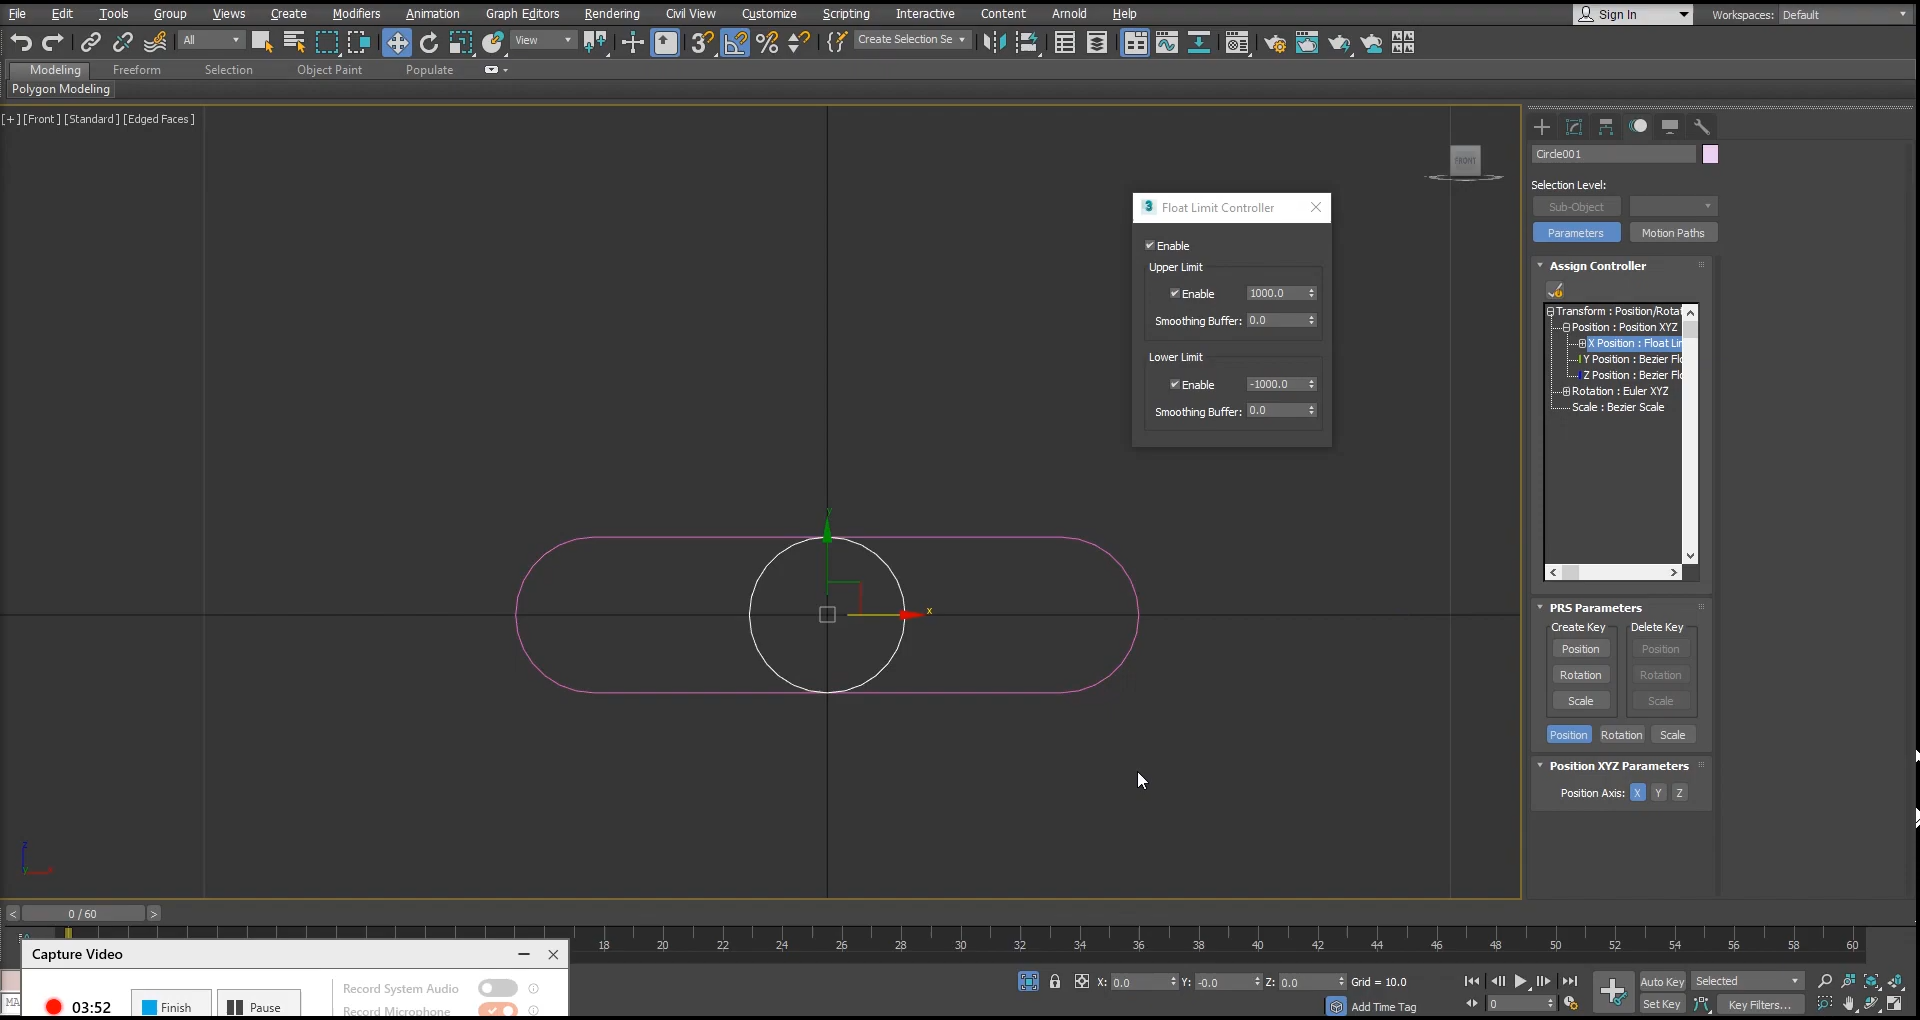 File Edit Tools Group Views Create Modifiers Animation Graph Editors Rendering Civil View Customize Scripting Interactive Content Arnold Help Sign In Workspaces: Default
All View Create Selection Se
Modeling Freeform Selection Object Paint Populate
Polygon Modeling
[+] [Front] [Standard] [Edged Faces]
FRONT
3 Float Limit Controller
Enable
Upper Limit
Enable 1000.0
Smoothing Buffer: 0.0
Lower Limit
Enable -1000.0
Smoothing Buffer: 0.0
y
x
Circle001
Selection Level:
Sub-Object
Parameters Motion Paths
Assign Controller
Transform : Position/Rotat
Position : Position XYZ
X Position : Float Lir
Y Position : Bezier Flo
Z Position : Bezier Flo
Rotation : Euler XYZ
Scale : Bezier Scale
PRS Parameters
Create Key Delete Key
Position Position
Rotation Rotation
Scale Scale
Position Rotation Scale
Position XYZ Parameters
Position Axis: X Y Z
z
< 0 / 60 >
18 20 22 24 26 28 30 32 34 36 38 40 42 44 46 48 50 52 54 56 58 60
Capture Video
Record System Audio
03:52 Finish Pause
Record Microphone
MA
X: 0.0 Y: -0.0 Z: 0.0 Grid = 10.0
Add Time Tag
Auto Key Selected
0 Set Key Key Filters...